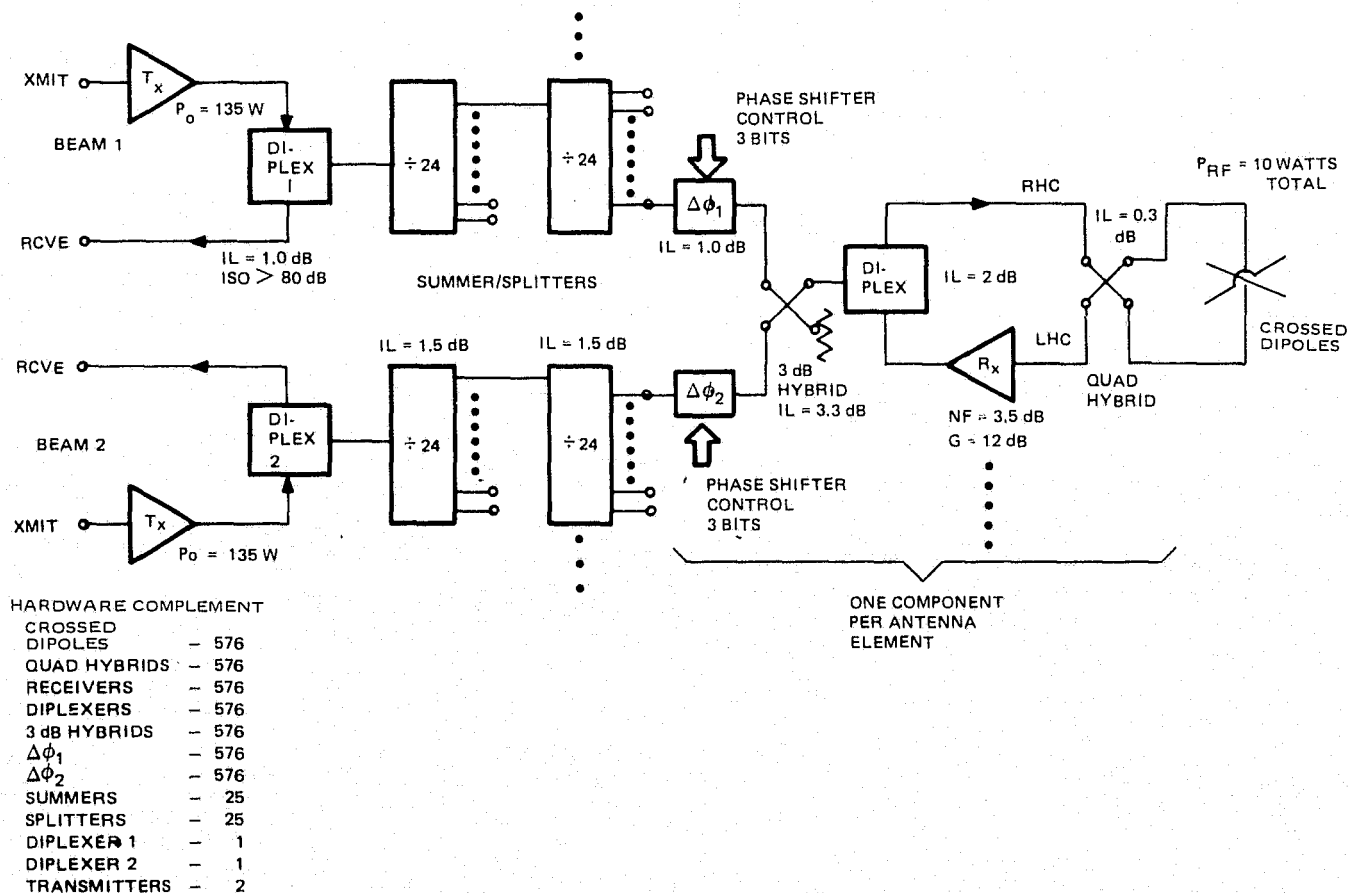 XMIT
Tx
Po = 135 W
BEAM 1
DI-
PLEX
1
RCVE
IL = 1.0 dB
ISO > 80 dB
÷24
÷24
SUMMER/SPLITTERS
PHASE SHIFTER
CONTROL
3 BITS
Δϕ1
IL = 1.0 dB
DI-
PLEX
IL = 2 dB
RHC
LHC
IL = 0.3
dB
PRF = 10 WATTS
TOTAL
CROSSED
DIPOLES
QUAD
HYBRID
Rx
NF = 3.5 dB
G = 12 dB
3 dB
HYBRID
IL = 3.3 dB
RCVE
BEAM 2
DI-
PLEX
2
XMIT
Tx
Po = 135 W
IL = 1.5 dB
IL = 1.5 dB
÷24
÷24
Δϕ2
PHASE SHIFTER
CONTROL
3 BITS
ONE COMPONENT
PER ANTENNA
ELEMENT
HARDWARE COMPLEMENT
CROSSED
DIPOLES – 576
QUAD HYBRIDS – 576
RECEIVERS – 576
DIPLEXERS – 576
3 dB HYBRIDS – 576
Δϕ1 – 576
Δϕ2 – 576
SUMMERS – 25
SPLITTERS – 25
DIPLEXER 1 – 1
DIPLEXER 2 – 1
TRANSMITTERS – 2